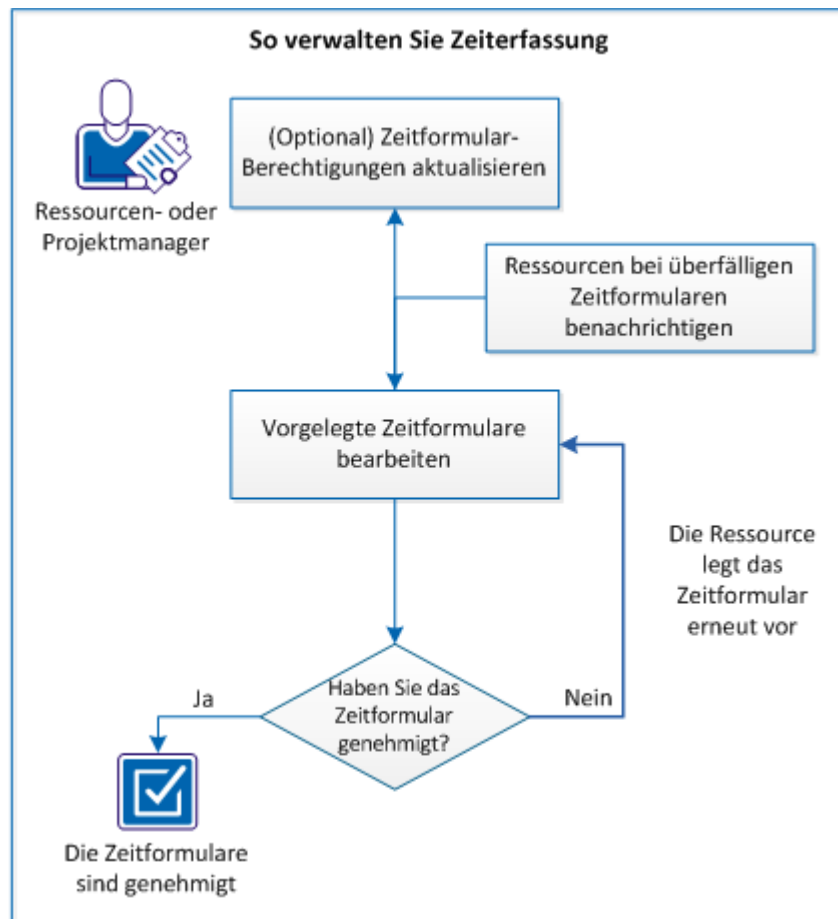 So verwalten Sie Zeiterfassung
(Optional) Zeitformular-
Berechtigungen aktualisieren
Ressourcen- oder
Projektmanager
Ressourcen bei überfälligen
Zeitformularen
benachrichtigen
Vorgelegte Zeitformulare
bearbeiten
Die Ressource
legt das
Zeitformular
erneut vor
Haben Sie das
Zeitformular
genehmigt?
Ja
Nein
Die Zeitformulare
sind genehmigt